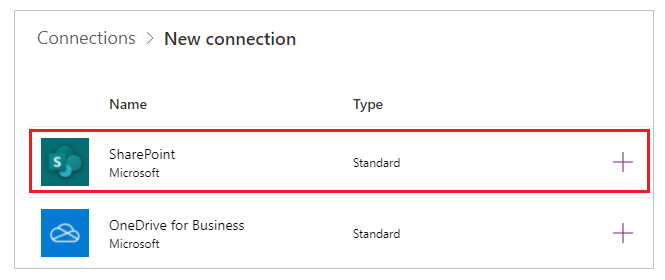 Connections > New connection
Name Type
SharePoint
Microsoft
Standard
OneDrive for Business
Microsoft
Standard